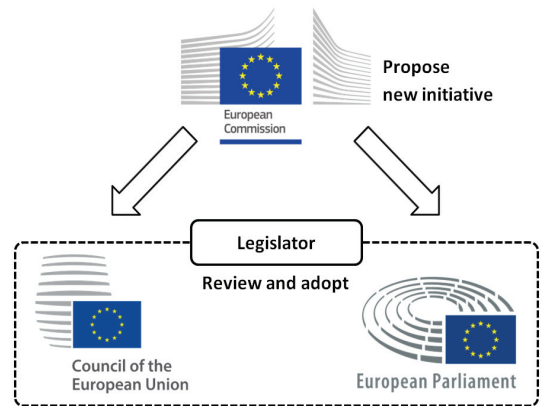 Propose
new initiative
European
Commission
Legislator
Review and adopt
Council of the
European Union
European Parliament